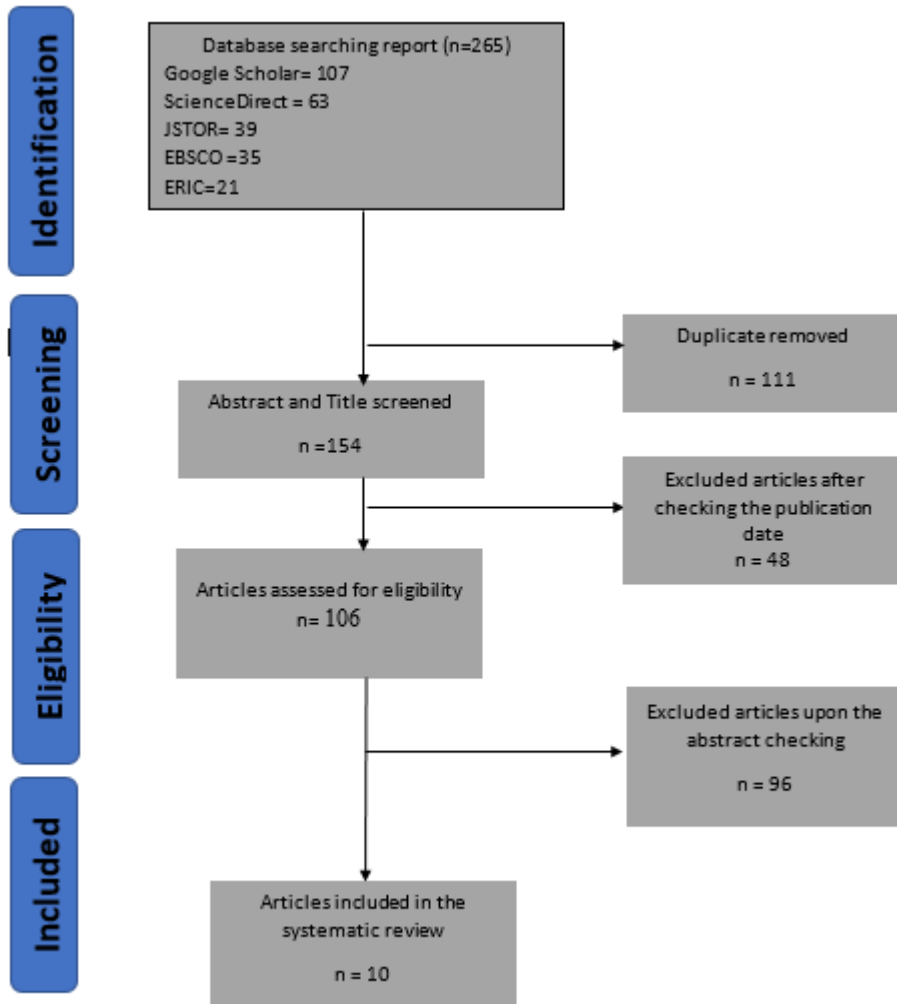 Identification
Database searching report (n=265)
Google Scholar= 107
ScienceDirect = 63
JSTOR= 39
EBSCO =35
ERIC=21
Screening
Duplicate removed
n = 111
Abstract and Title screened
n =154
Excluded articles after
checking the publication
date
n = 48
Eligibility
Articles assessed for eligibility
n= 106
Excluded articles upon the
abstract checking
n = 96
Included
Articles included in the
systematic review
n = 10